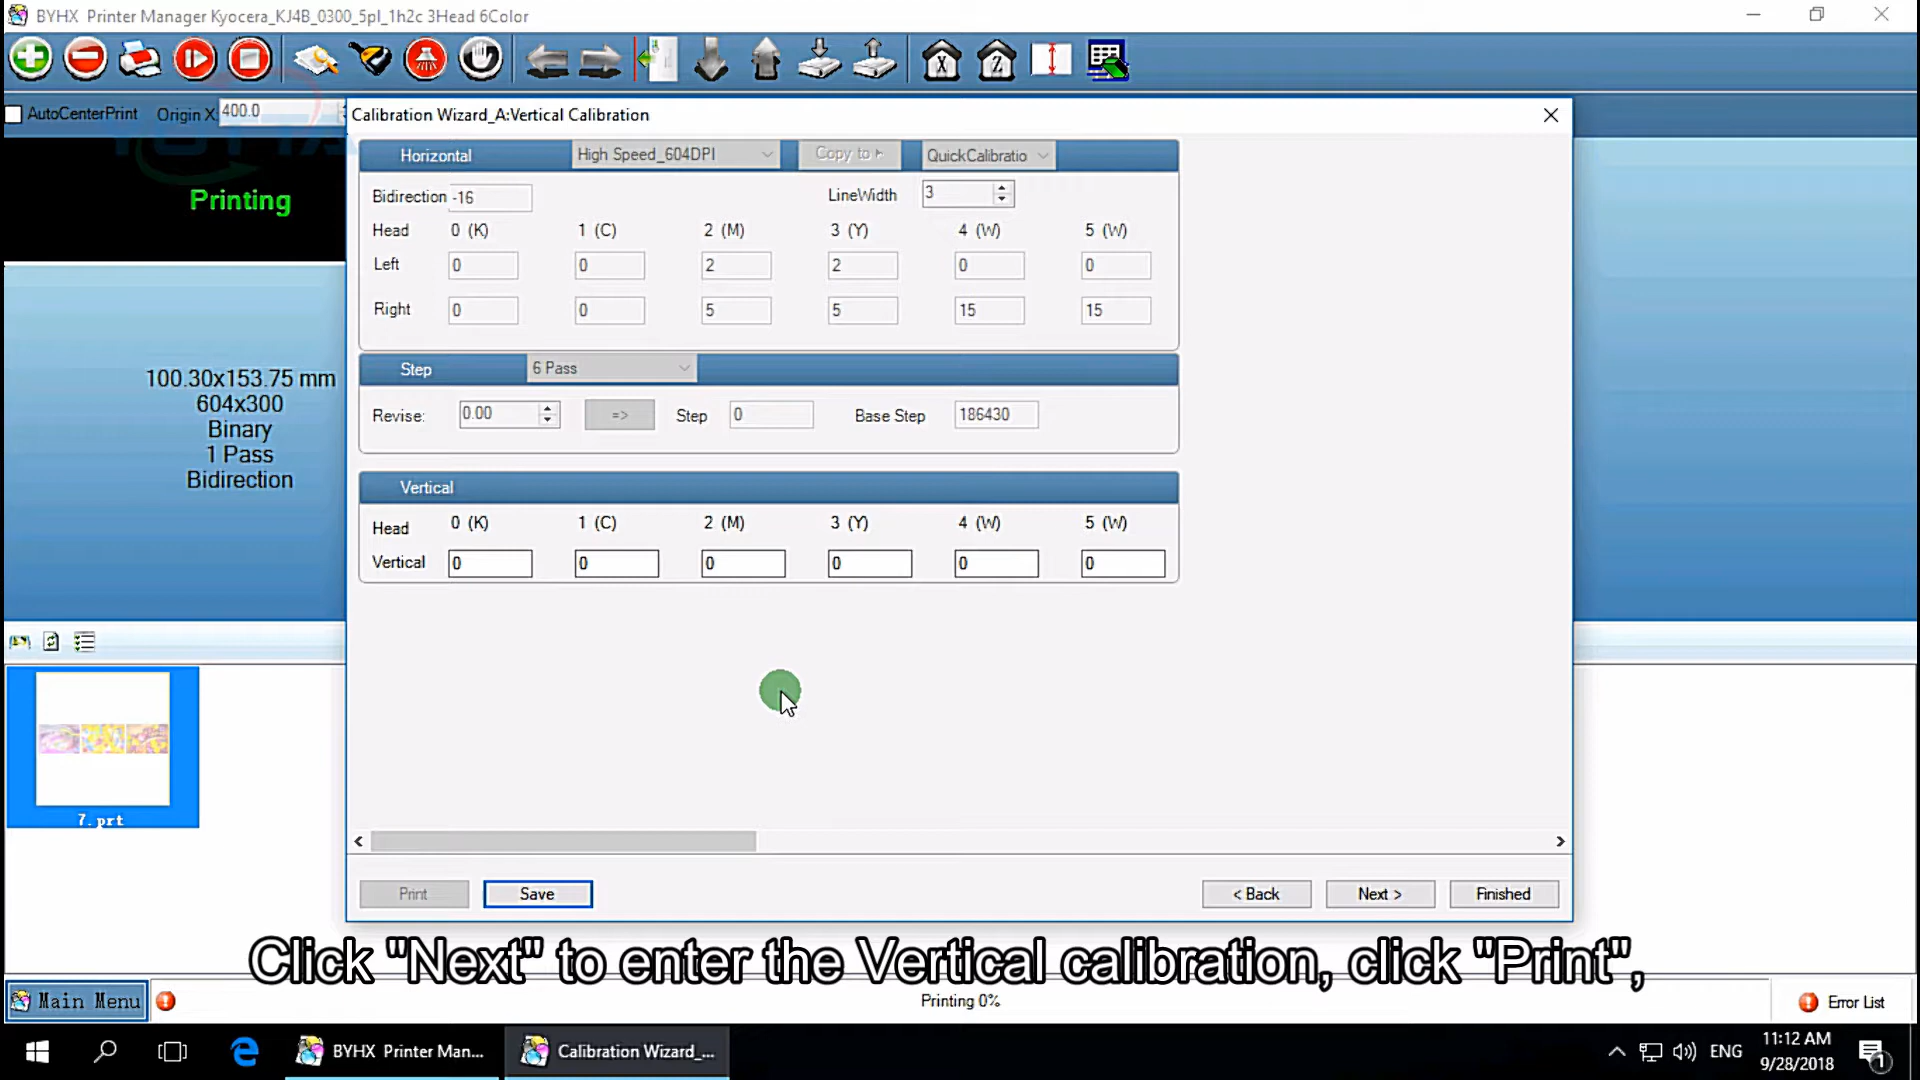 BYHX Printer Manager Kyocera_KJ4B_0300_5pl_1h2c 3Head 6Color
X Z
AutoCenterPrint Origin X 400.0
Calibration Wizard_A:Vertical Calibration
Printing
Horizontal High Speed_604DPI Copy to QuickCalibratio
Bidirection -16 LineWidth 3
Head 0 (K) 1 (C) 2 (M) 3 (Y) 4 (W) 5 (W)
Left 0 0 2 2 0 0
Right 0 0 5 5 15 15
Step 6 Pass
Revise: 0.00 => Step 0 Base Step 186430
100.30x153.75 mm
604x300
Binary
1 Pass
Bidirection
Vertical
Head 0 (K) 1 (C) 2 (M) 3 (Y) 4 (W) 5 (W)
Vertical 0 0 0 0 0 0
7.prt
Print Save < Back Next > Finished
Click "Next" to enter the Vertical calibration, click "Print",
Main Menu Printing 0% Error List
BYHX Printer Man... Calibration Wizard_... ENG 11:12 AM
9/28/2018 1